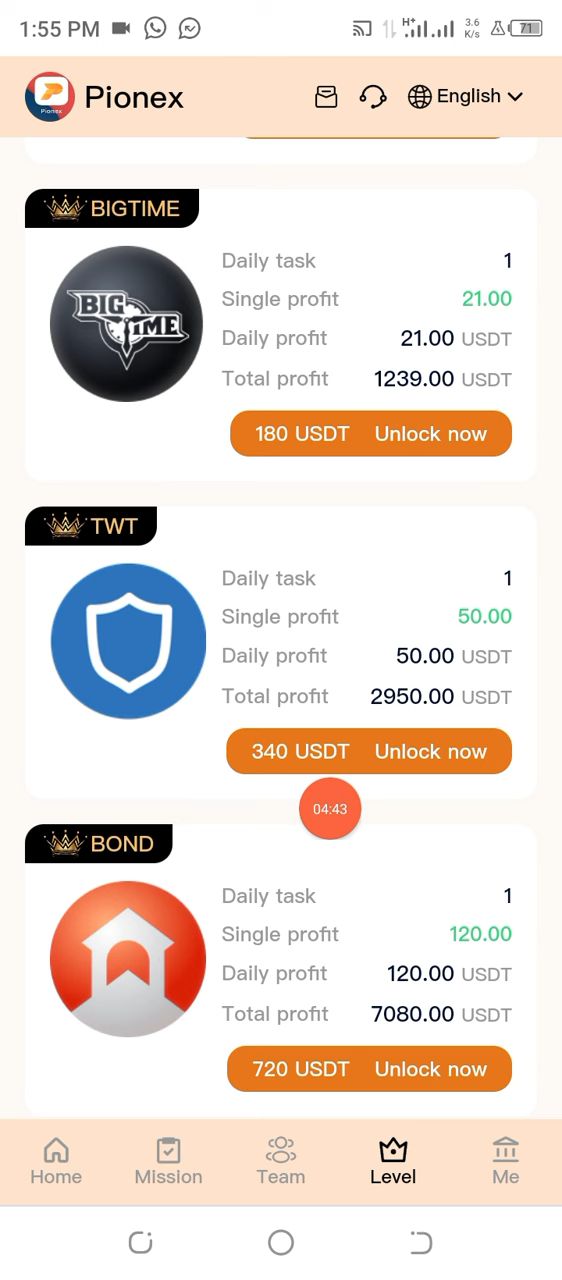 1:55 PM
H+
3.6
K/s
71
Pionex
Pionex
English
BIGTIME
BIG
TIME
Daily task 1
Single profit 21.00
Daily profit 21.00 USDT
Total profit 1239.00 USDT
180 USDT Unlock now
TWT
Daily task 1
Single profit 50.00
Daily profit 50.00 USDT
Total profit 2950.00 USDT
340 USDT Unlock now
04:43
BOND
Daily task 1
Single profit 120.00
Daily profit 120.00 USDT
Total profit 7080.00 USDT
720 USDT Unlock now
Home Mission Team Level Me